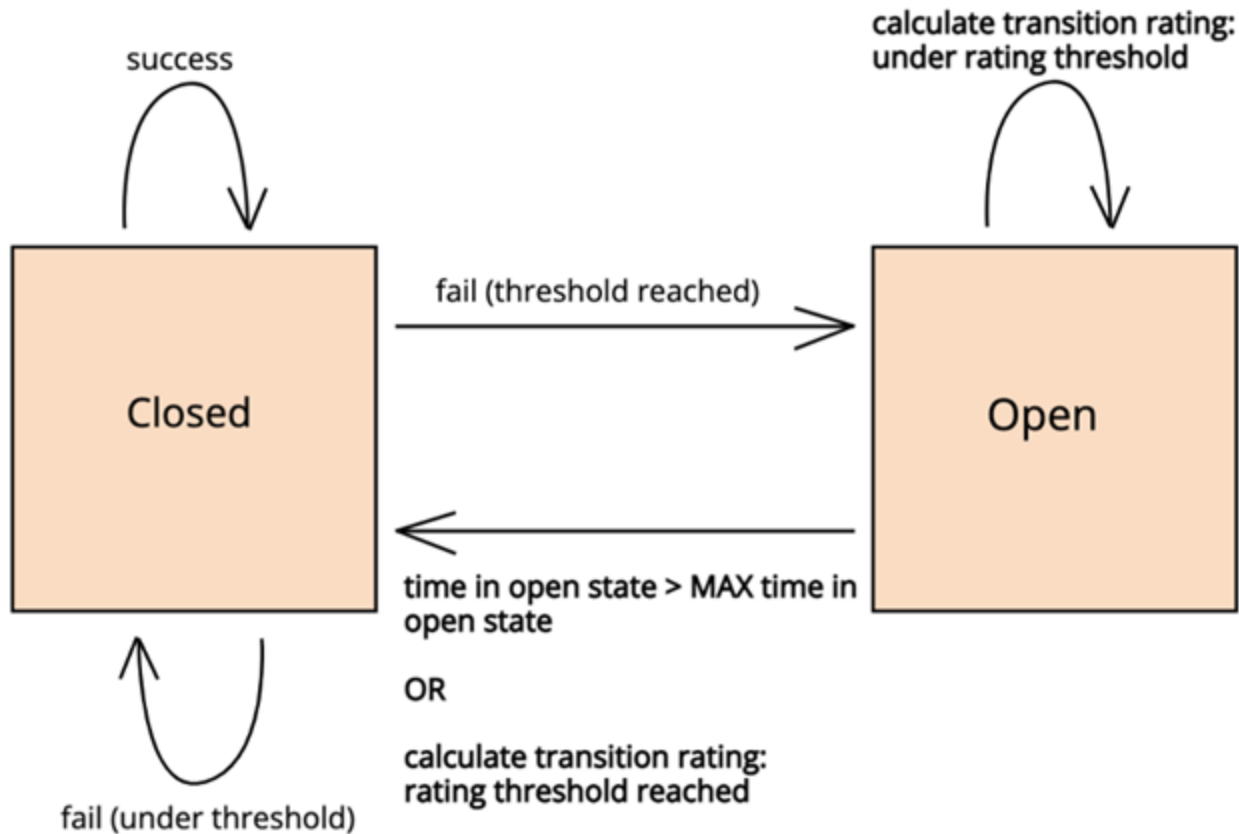 success
calculate transition rating:
under rating threshold
fail (threshold reached)
Closed
Open
time in open state > MAX time in
open state
OR
calculate transition rating:
rating threshold reached
fail (under threshold)